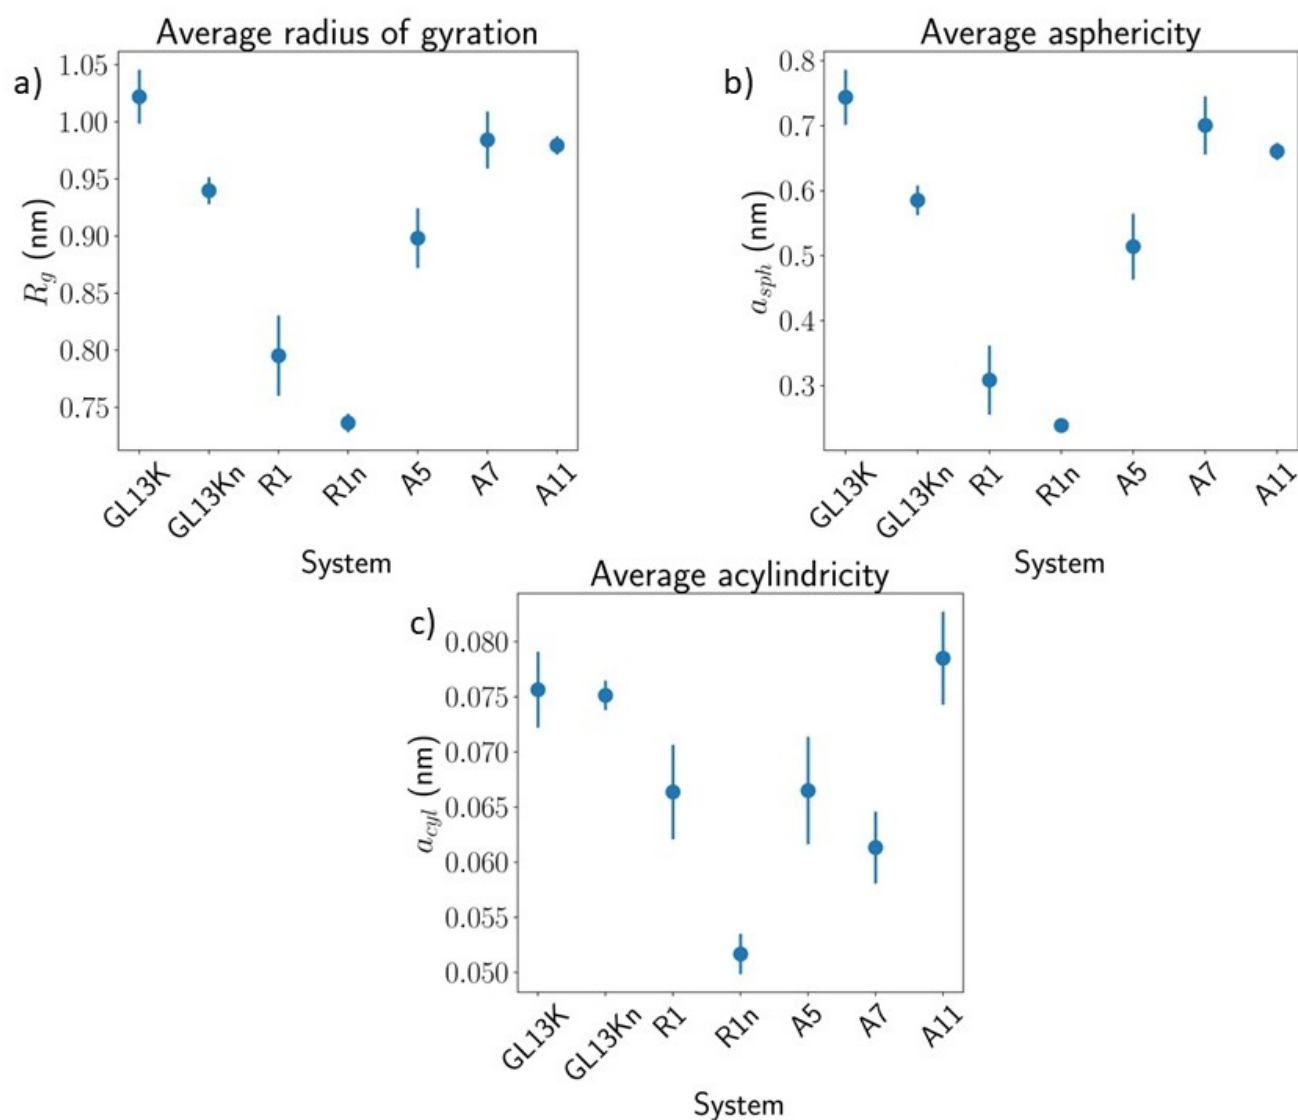 Average radius of gyration
a)
1.05
1.00
0.95
0.90
0.85
0.80
0.75
R_g (nm)
GL13K
GL13Kn
R1
R1n
A5
A7
A11
System
Average asphericity
b)
0.8
0.7
0.6
0.5
0.4
0.3
a_sph (nm)
GL13K
GL13Kn
R1
R1n
A5
A7
A11
System
Average acylindricity
c)
0.080
0.075
0.070
0.065
0.060
0.055
0.050
a_cyl (nm)
GL13K
GL13Kn
R1
R1n
A5
A7
A11
System